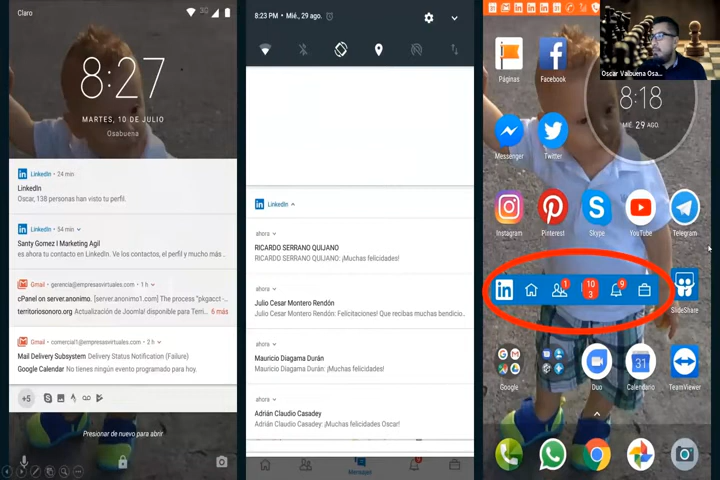 Claro
3G
8:27
MARTES, 10 DE JULIO
Osabuena
LinkedIn • 24 min
LinkedIn
Oscar, 138 personas han visto tu perfil.
LinkedIn • 54 min
Santy Gomez I Marketing Agil
es ahora tu contacto en LinkedIn. Ve los contactos, el perfil y mucho más ..
Gmail • gerencia@empresasvirtuales.com • 1 h
cPanel on server.anonimo. [server.anonimo1.com] The process "pkgacct -..
territoriosonoro.org Actualización de Joomla! disponible para Terri... 6 más
Gmail • comercial1@empresasvirtuales.com • 2 h
Mail Delivery Subsystem Delivery Status Notification (Failure)
Google Calendar No tienes ningún evento programado para hoy.
+5
Presionar de nuevo para abrir
8:23 PM • Mié., 29 ago.
LinkedIn
ahora
RICARDO SERRANO QUIJANO
RICARDO SERRANO QUIJANO: ¡Muchas felicidades!
ahora
Julio Cesar Montero Rendón
Julio Cesar Montero Rendón: Felicitaciones! Que recibas muchas bendicio..
ahora
Mauricio Diagama Durán
Mauricio Diagama Durán: ¡Muchas felicidades!
ahora
Adrián Claudio Casadey
Adrián Claudio Casadey: ¡Muchas felicidades Oscar!
Oscar Valbuena Osa...
Páginas
Facebook
8:18
MIÉ. 29 AGO.
Messenger
Twitter
Instagram
Pinterest
Skype
YouTube
Telegram
in
1
10
3
9
SlideShare
Google
Duo
31
Calendario
TeamViewer